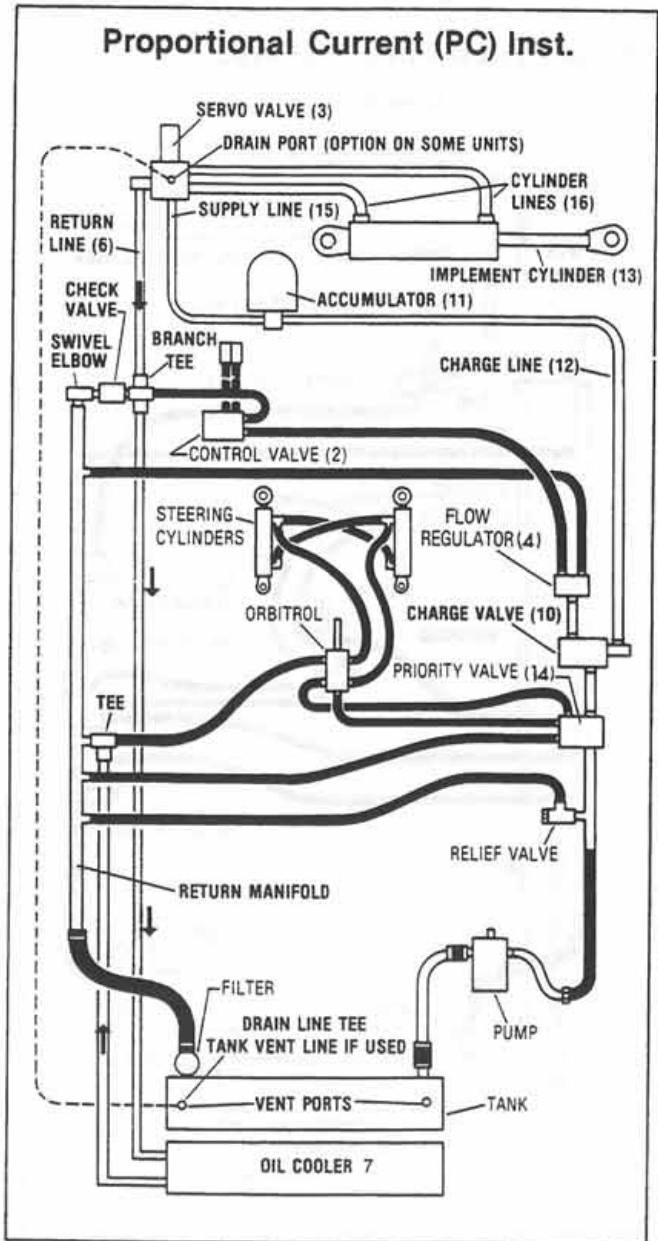 Proportional Current (PC) Inst.
SERVO VALVE (3)
DRAIN PORT (OPTION ON SOME UNITS)
CYLINDER
LINES (16)
SUPPLY LINE (15)
RETURN
LINE (6)
IMPLEMENT CYLINDER (13)
ACCUMULATOR (11)
CHECK
VALVE
SWIVEL
ELBOW
BRANCH
TEE
CHARGE LINE (12)
CONTROL VALVE (2)
STEERING
CYLINDERS
FLOW
REGULATOR (4)
ORBITROL
CHARGE VALVE (10)
PRIORITY VALVE (14)
TEE
RELIEF VALVE
RETURN MANIFOLD
FILTER
PUMP
DRAIN LINE TEE
TANK VENT LINE IF USED
VENT PORTS
TANK
OIL COOLER 7